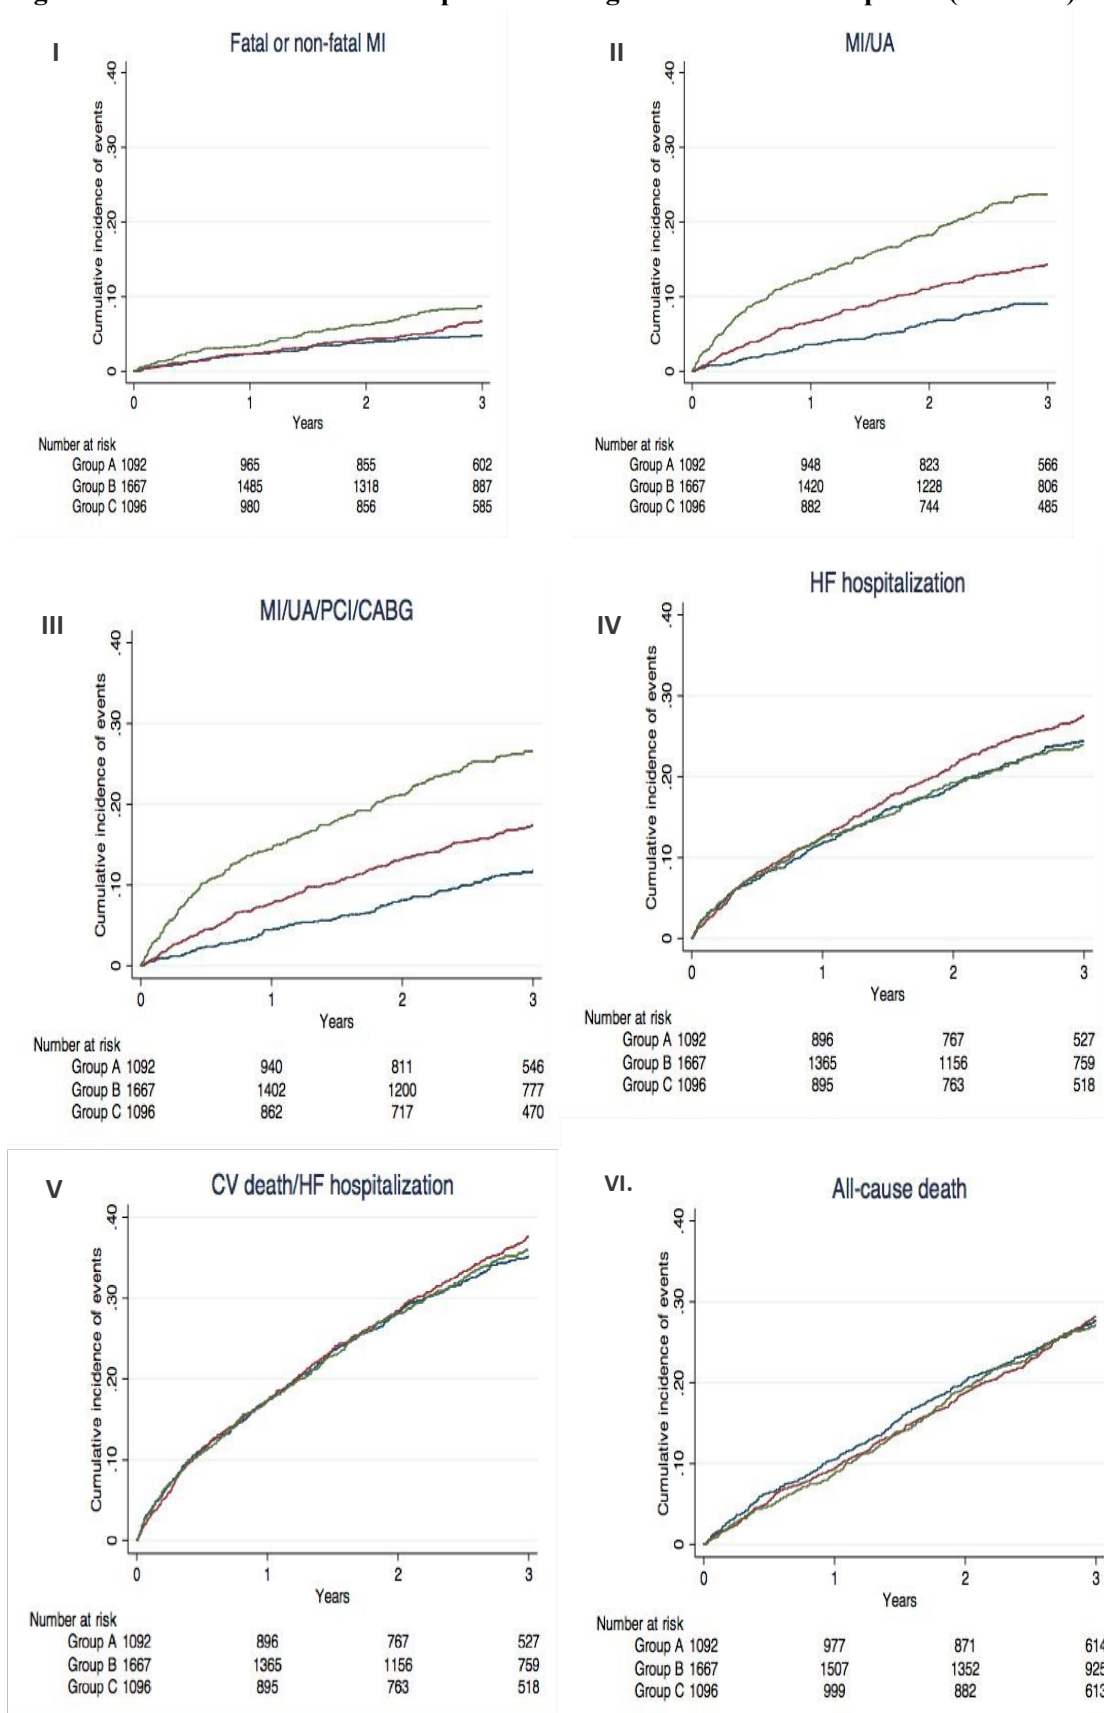 I
Fatal or non-fatal MI
Cumulative incidence of events
.40
.30
.20
.10
0
0 1 2 3
Years
Number at risk
Group A 1092 965 855 602
Group B 1667 1485 1318 887
Group C 1096 980 856 585
II
MI/UA
Cumulative incidence of events
.40
.30
.20
.10
0
0 1 2 3
Years
Number at risk
Group A 1092 948 823 566
Group B 1667 1420 1228 806
Group C 1096 882 744 485
III
MI/UA/PCI/CABG
Cumulative incidence of events
.40
.30
.20
.10
0
0 1 2 3
Years
Number at risk
Group A 1092 940 811 546
Group B 1667 1402 1200 777
Group C 1096 862 717 470
IV
HF hospitalization
Cumulative incidence of events
.40
.30
.20
.10
0
0 1 2 3
Years
Number at risk
Group A 1092 896 767 527
Group B 1667 1365 1156 759
Group C 1096 895 763 518
V
CV death/HF hospitalization
Cumulative incidence of events
.40
.30
.20
.10
0
0 1 2 3
Years
Number at risk
Group A 1092 896 767 527
Group B 1667 1365 1156 759
Group C 1096 895 763 518
VI.
All-cause death
Cumulative incidence of events
.40
.30
.20
.10
0
0 1 2 3
Years
Number at risk
Group A 1092 977 871 614
Group B 1667 1507 1352 925
Group C 1096 999 882 613